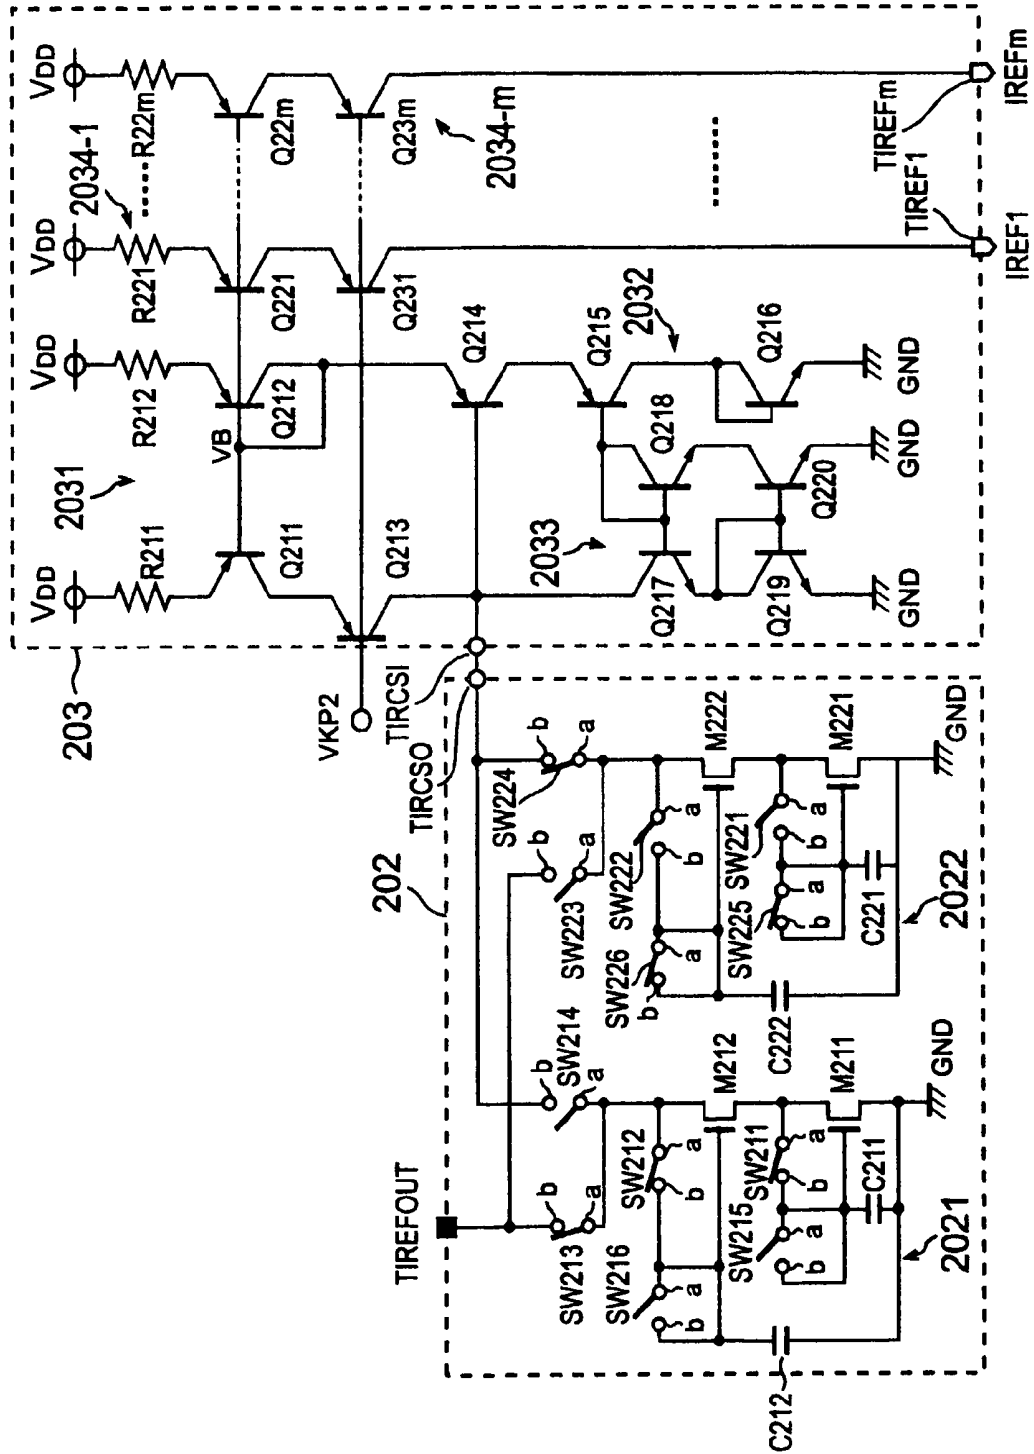 VDD
VDD
VDD
VDD
2034-1
R211
R212
R221
R22m
203
2031
VB
Q211
Q212
Q221
Q22m
VKP2
Q213
Q231
Q23m
2034-m
TIRCSI
TIRCSO
Q214
Q215
2032
2033
Q217
Q218
Q216
Q219
Q220
GND
GND
GND
TIREF1
TIREFm
IREF1
IREFm
202
TIREFOUT
b
a
SW213
b
a
SW214
b
a
SW223
b
a
SW224
SW216
b
a
SW212
b
a
M212
SW215
b
a
SW211
b
a
M211
C212
C211
GND
2021
SW226
b
a
SW222
b
a
M222
SW225
b
a
SW221
b
a
M221
C222
C221
GND
2022